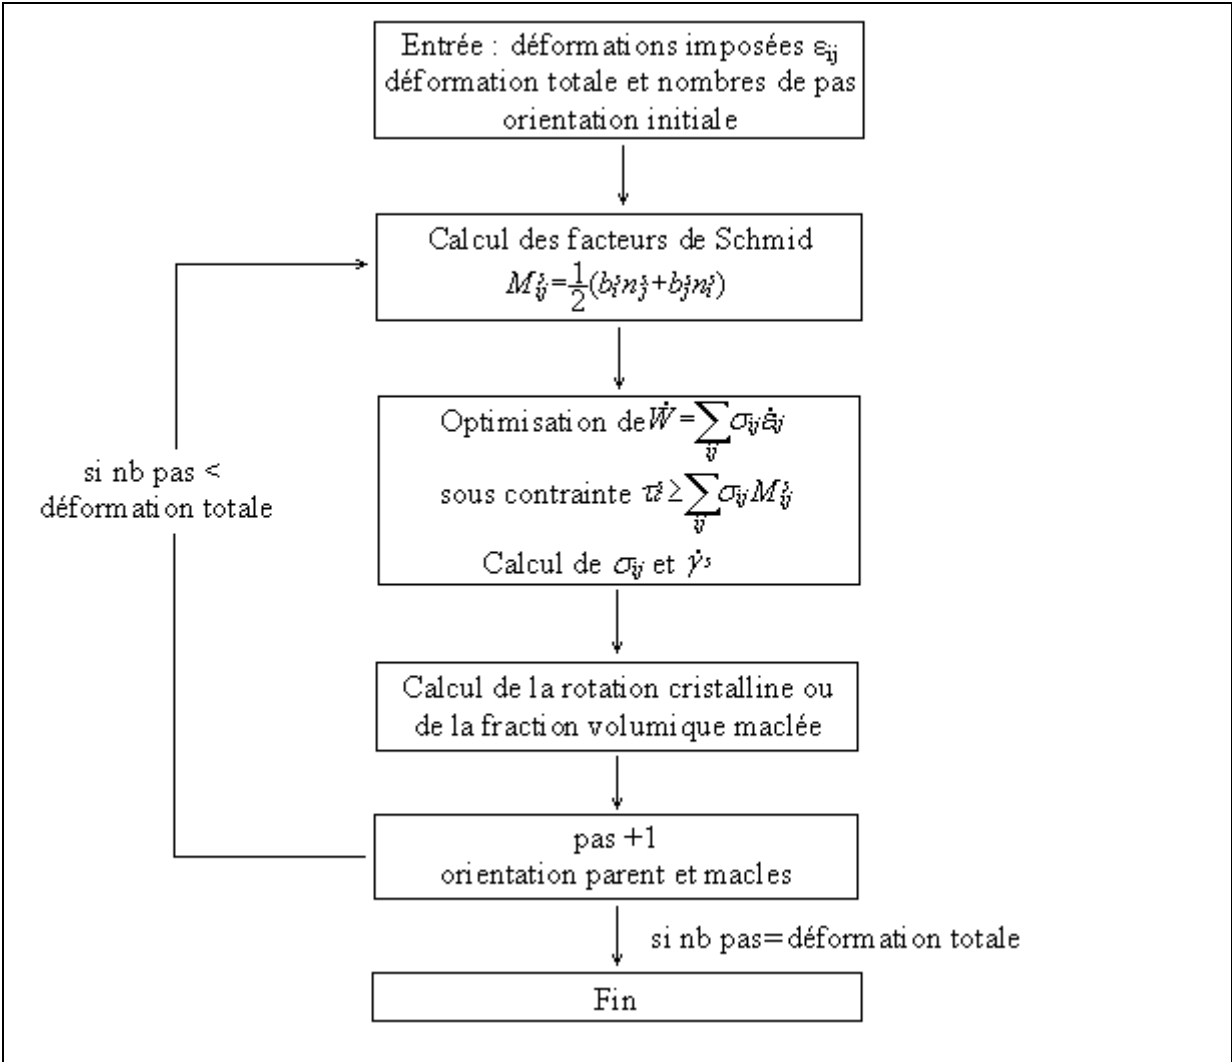 Entrée : déformations imposées εij
déformation totale et nombres de pas
orientation initiale
Calcul des facteurs de Schmid
M^s_ij=1/2(b^s_i n^s_j+b^s_j n^s_i)
Optimisation de Ẇ=∑ij σij ε̇ij
sous contrainte τ^s_c≥∑ij σij M^s_ij
Calcul de σij et γ̇^s
si nb pas <
déformation totale
Calcul de la rotation cristalline ou
de la fraction volumique maclée
pas +1
orientation parent et macles
si nb pas=déformation totale
Fin